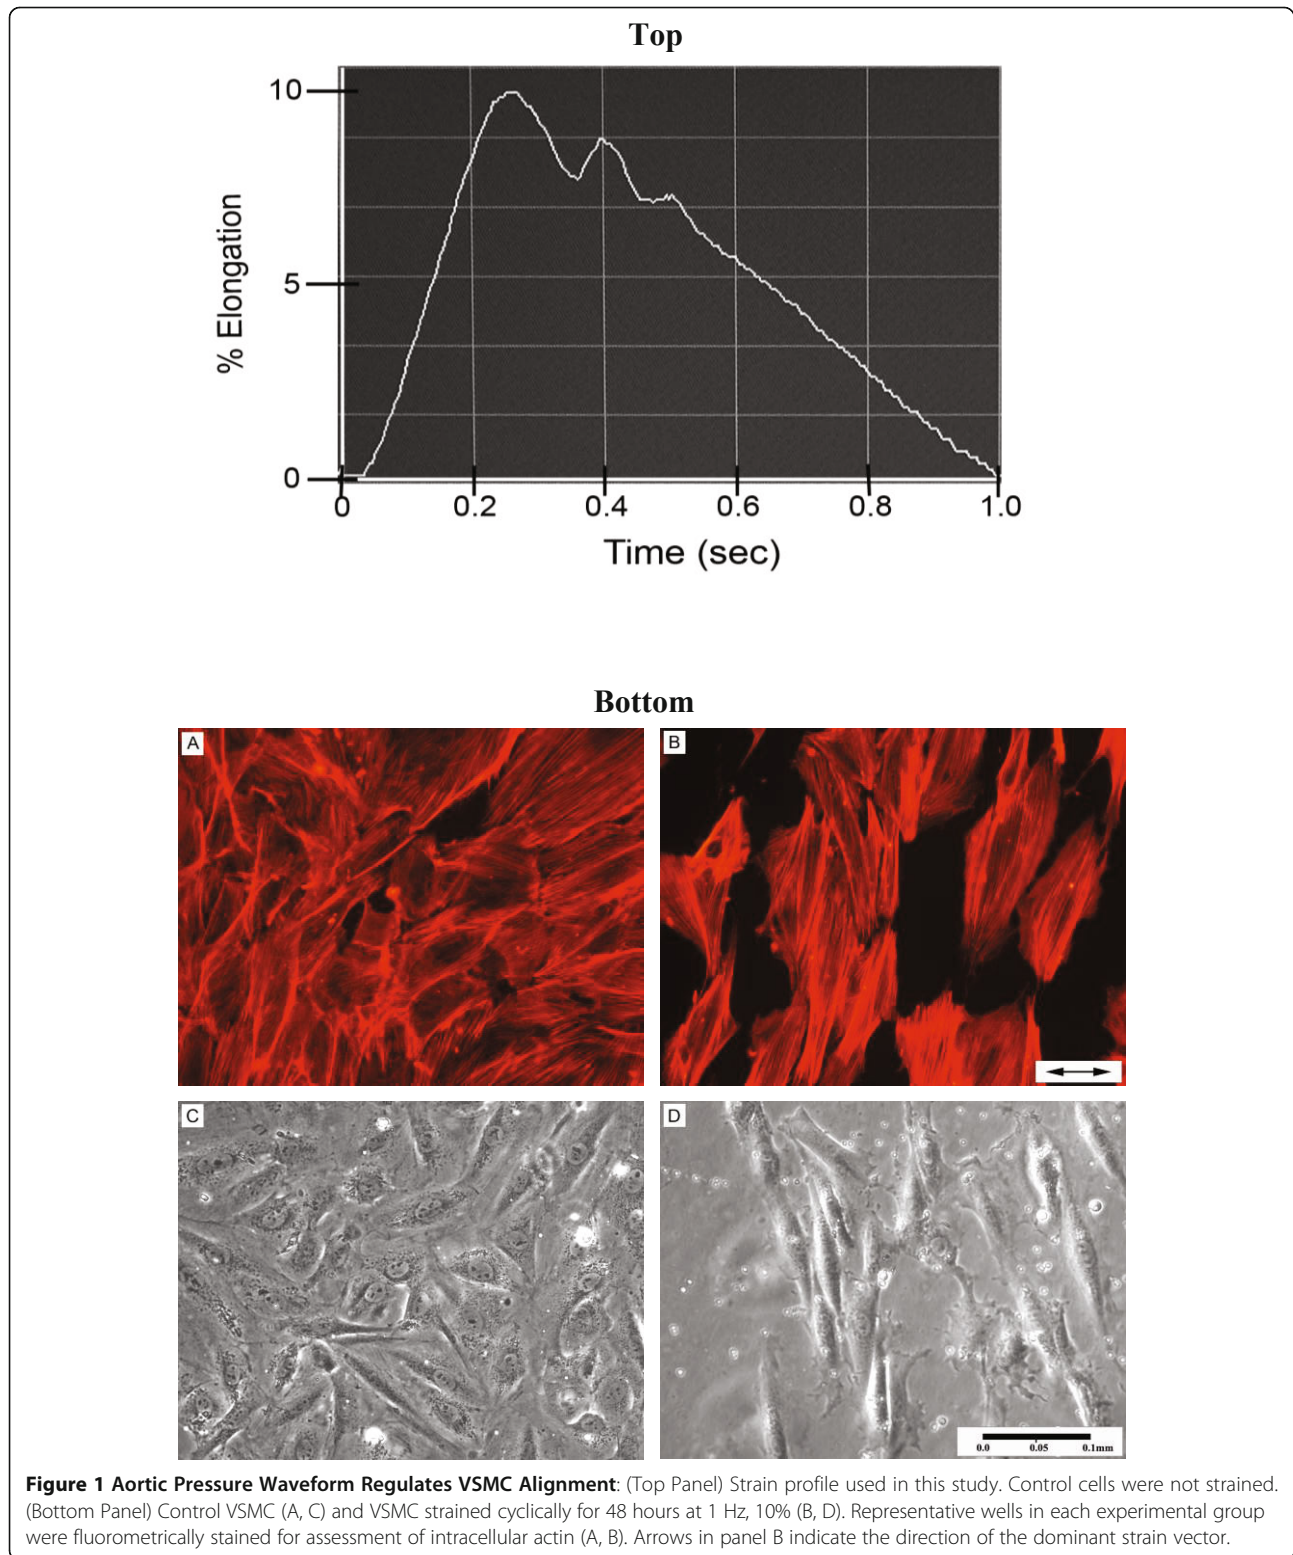 Top
10
5
0
% Elongation
0 0.2 0.4 0.6 0.8 1.0
Time (sec)
Bottom
A
B
C
D
0.0 0.05 0.1mm
Figure 1 Aortic Pressure Waveform Regulates VSMC Alignment: (Top Panel) Strain profile used in this study. Control cells were not strained.
(Bottom Panel) Control VSMC (A, C) and VSMC strained cyclically for 48 hours at 1 Hz, 10% (B, D). Representative wells in each experimental group
were fluorometrically stained for assessment of intracellular actin (A, B). Arrows in panel B indicate the direction of the dominant strain vector.